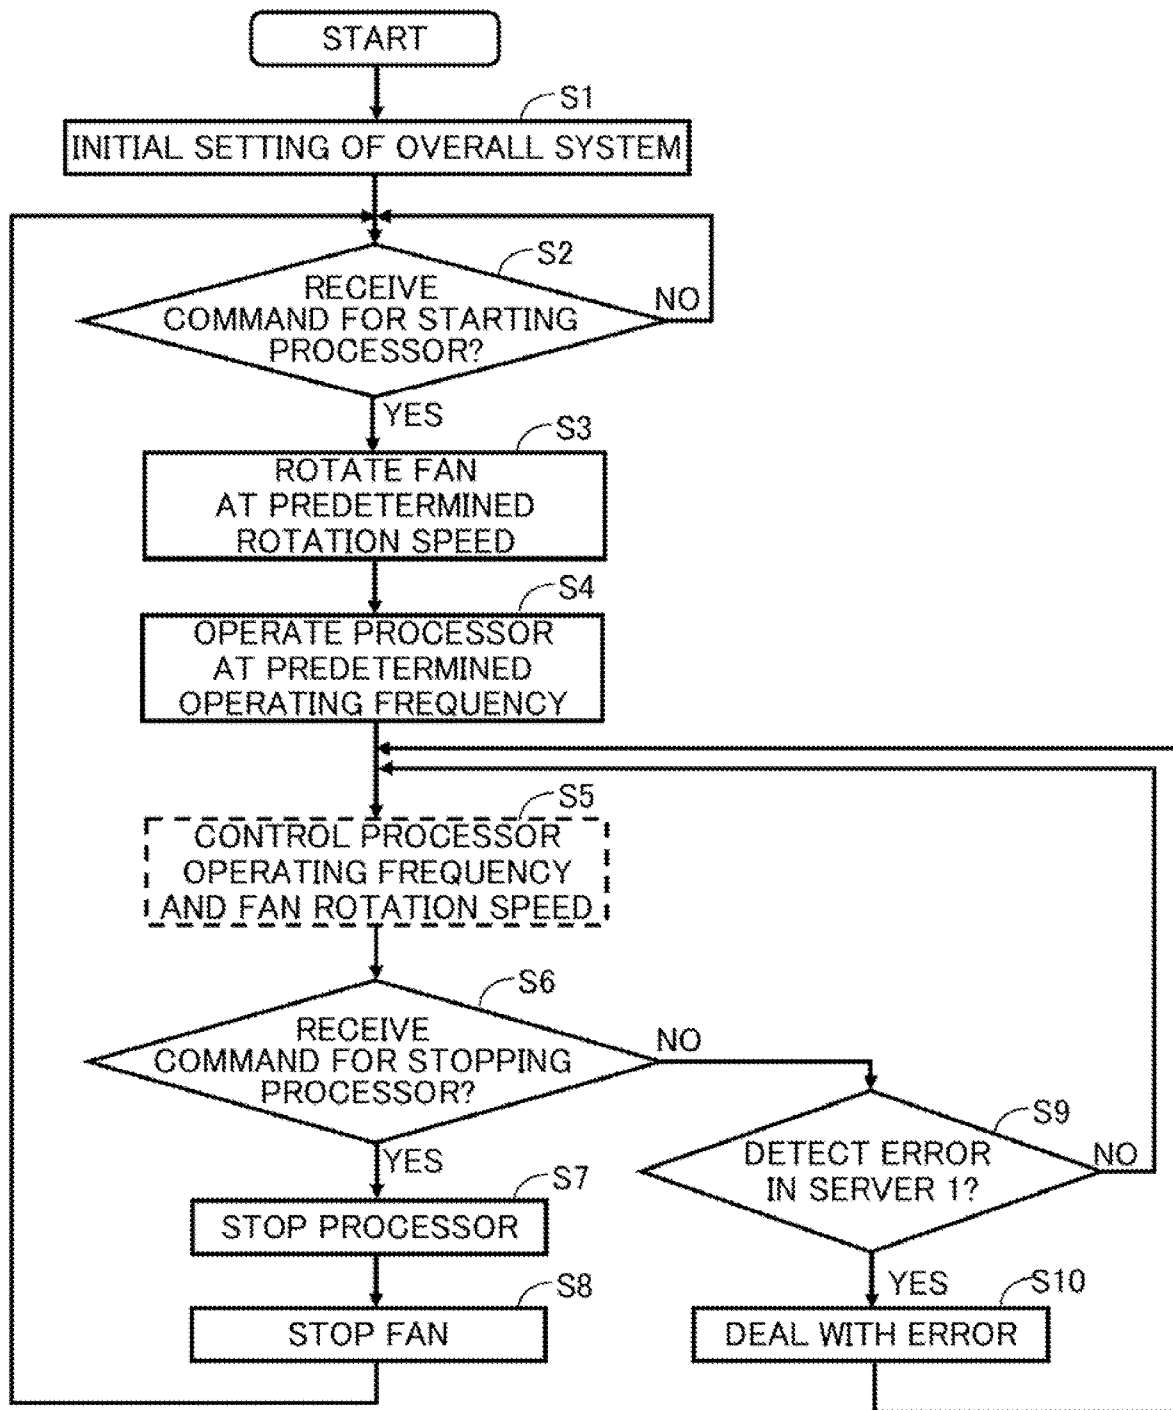 START
S1
INITIAL SETTING OF OVERALL SYSTEM
S2
RECEIVE
COMMAND FOR STARTING
PROCESSOR?
NO
YES
S3
ROTATE FAN
AT PREDETERMINED
ROTATION SPEED
S4
OPERATE PROCESSOR
AT PREDETERMINED
OPERATING FREQUENCY
S5
CONTROL PROCESSOR
OPERATING FREQUENCY
AND FAN ROTATION SPEED
S6
RECEIVE
COMMAND FOR STOPPING
PROCESSOR?
NO
YES
S7
STOP PROCESSOR
S8
STOP FAN
S9
DETECT ERROR
IN SERVER 1?
NO
YES
S10
DEAL WITH ERROR